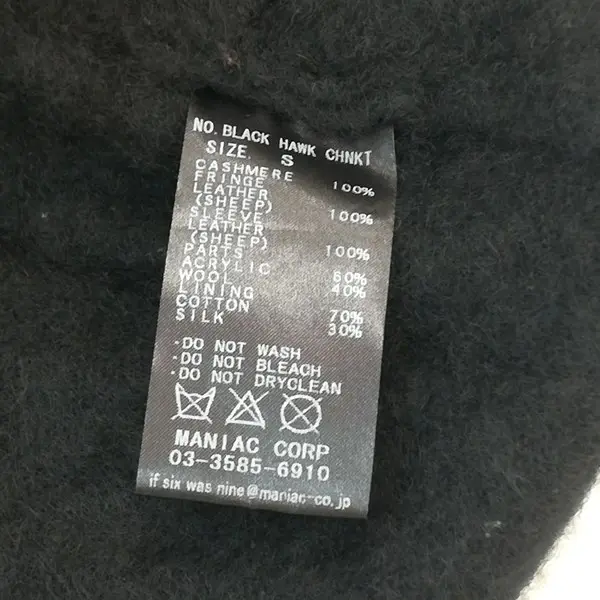 NO. BLACK HAWK CHNKT
SIZE. S
CASHMERE 100%
FRINGE
LEATHER
(SHEEP) 100%
SLEEVE
LEATHER
(SHEEP) 100%
PARTS
ACRYLIC 60%
WOOL 40%
LINING
COTTON 70%
SILK 30%
·DO NOT WASH
·DO NOT BLEACH
·DO NOT DRYCLEAN
MANIAC CORP
03-3585-6910
if six was nine@maniac-co.jp